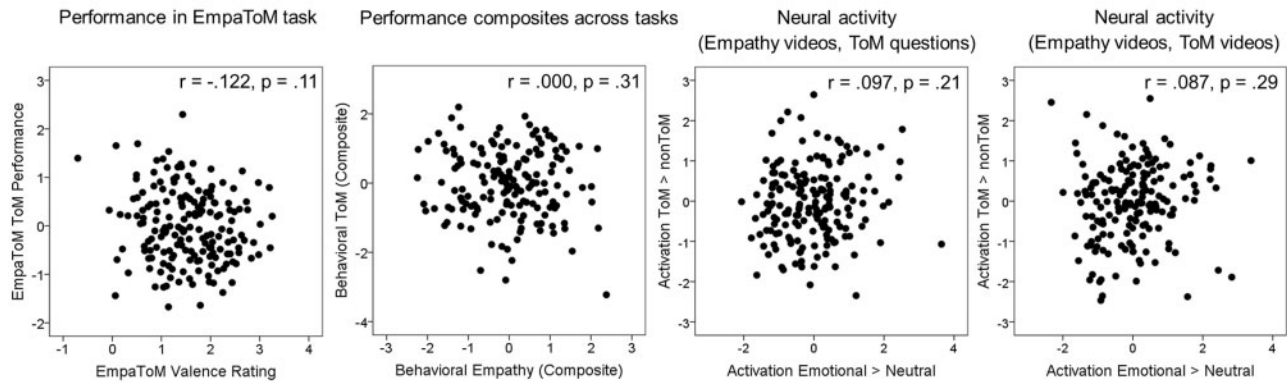 Performance in EmpaToM task
r = -.122, p = .11
EmpaToM ToM Performance
3
2
1
0
-1
-2
-1 0 1 2 3 4
EmpaToM Valence Rating
Performance composites across tasks
r = .000, p = .31
Behavioral ToM (Composite)
2
0
-2
-4
-3 -2 -1 0 1 2 3
Behavioral Empathy (Composite)
Neural activity
(Empathy videos, ToM questions)
r = .097, p = .21
Activation ToM > nonToM
3
2
1
0
-1
-2
-3
-2 0 2 4
Activation Emotional > Neutral
Neural activity
(Empathy videos, ToM videos)
r = .087, p = .29
Activation ToM > nonToM
3
2
1
0
-1
-2
-3
-2 0 2 4
Activation Emotional > Neutral